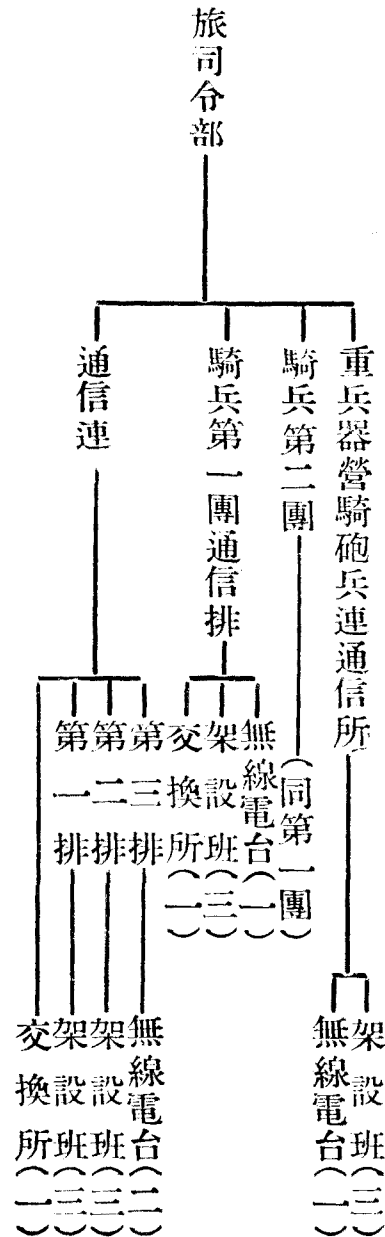 旅司令部
重兵器營騎砲兵連通信所
架設班(三)
無線電台(一)
騎兵第二團
(同第一團)
騎兵第一團通信排
無線電台(一)
架設班(三)
交換所(一)
通信連
第三排
無線電台(二)
第二排
架設班(三)
第一排
架設班(三)
交換所(一)